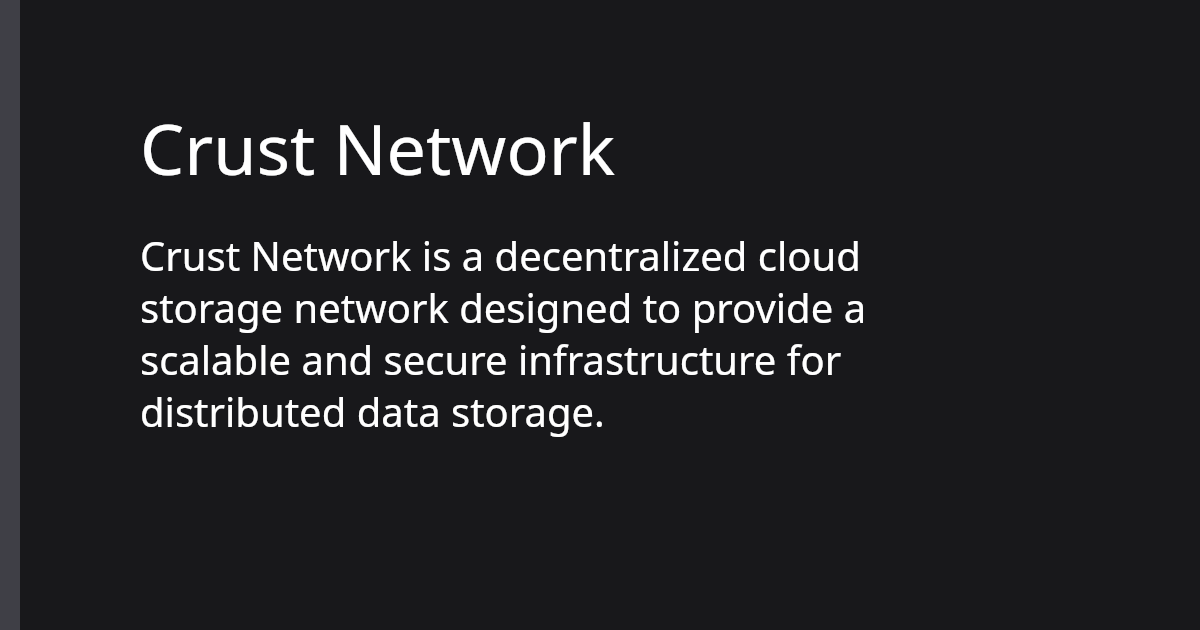 Crust Network
Crust Network is a decentralized cloud
storage network designed to provide a
scalable and secure infrastructure for
distributed data storage.